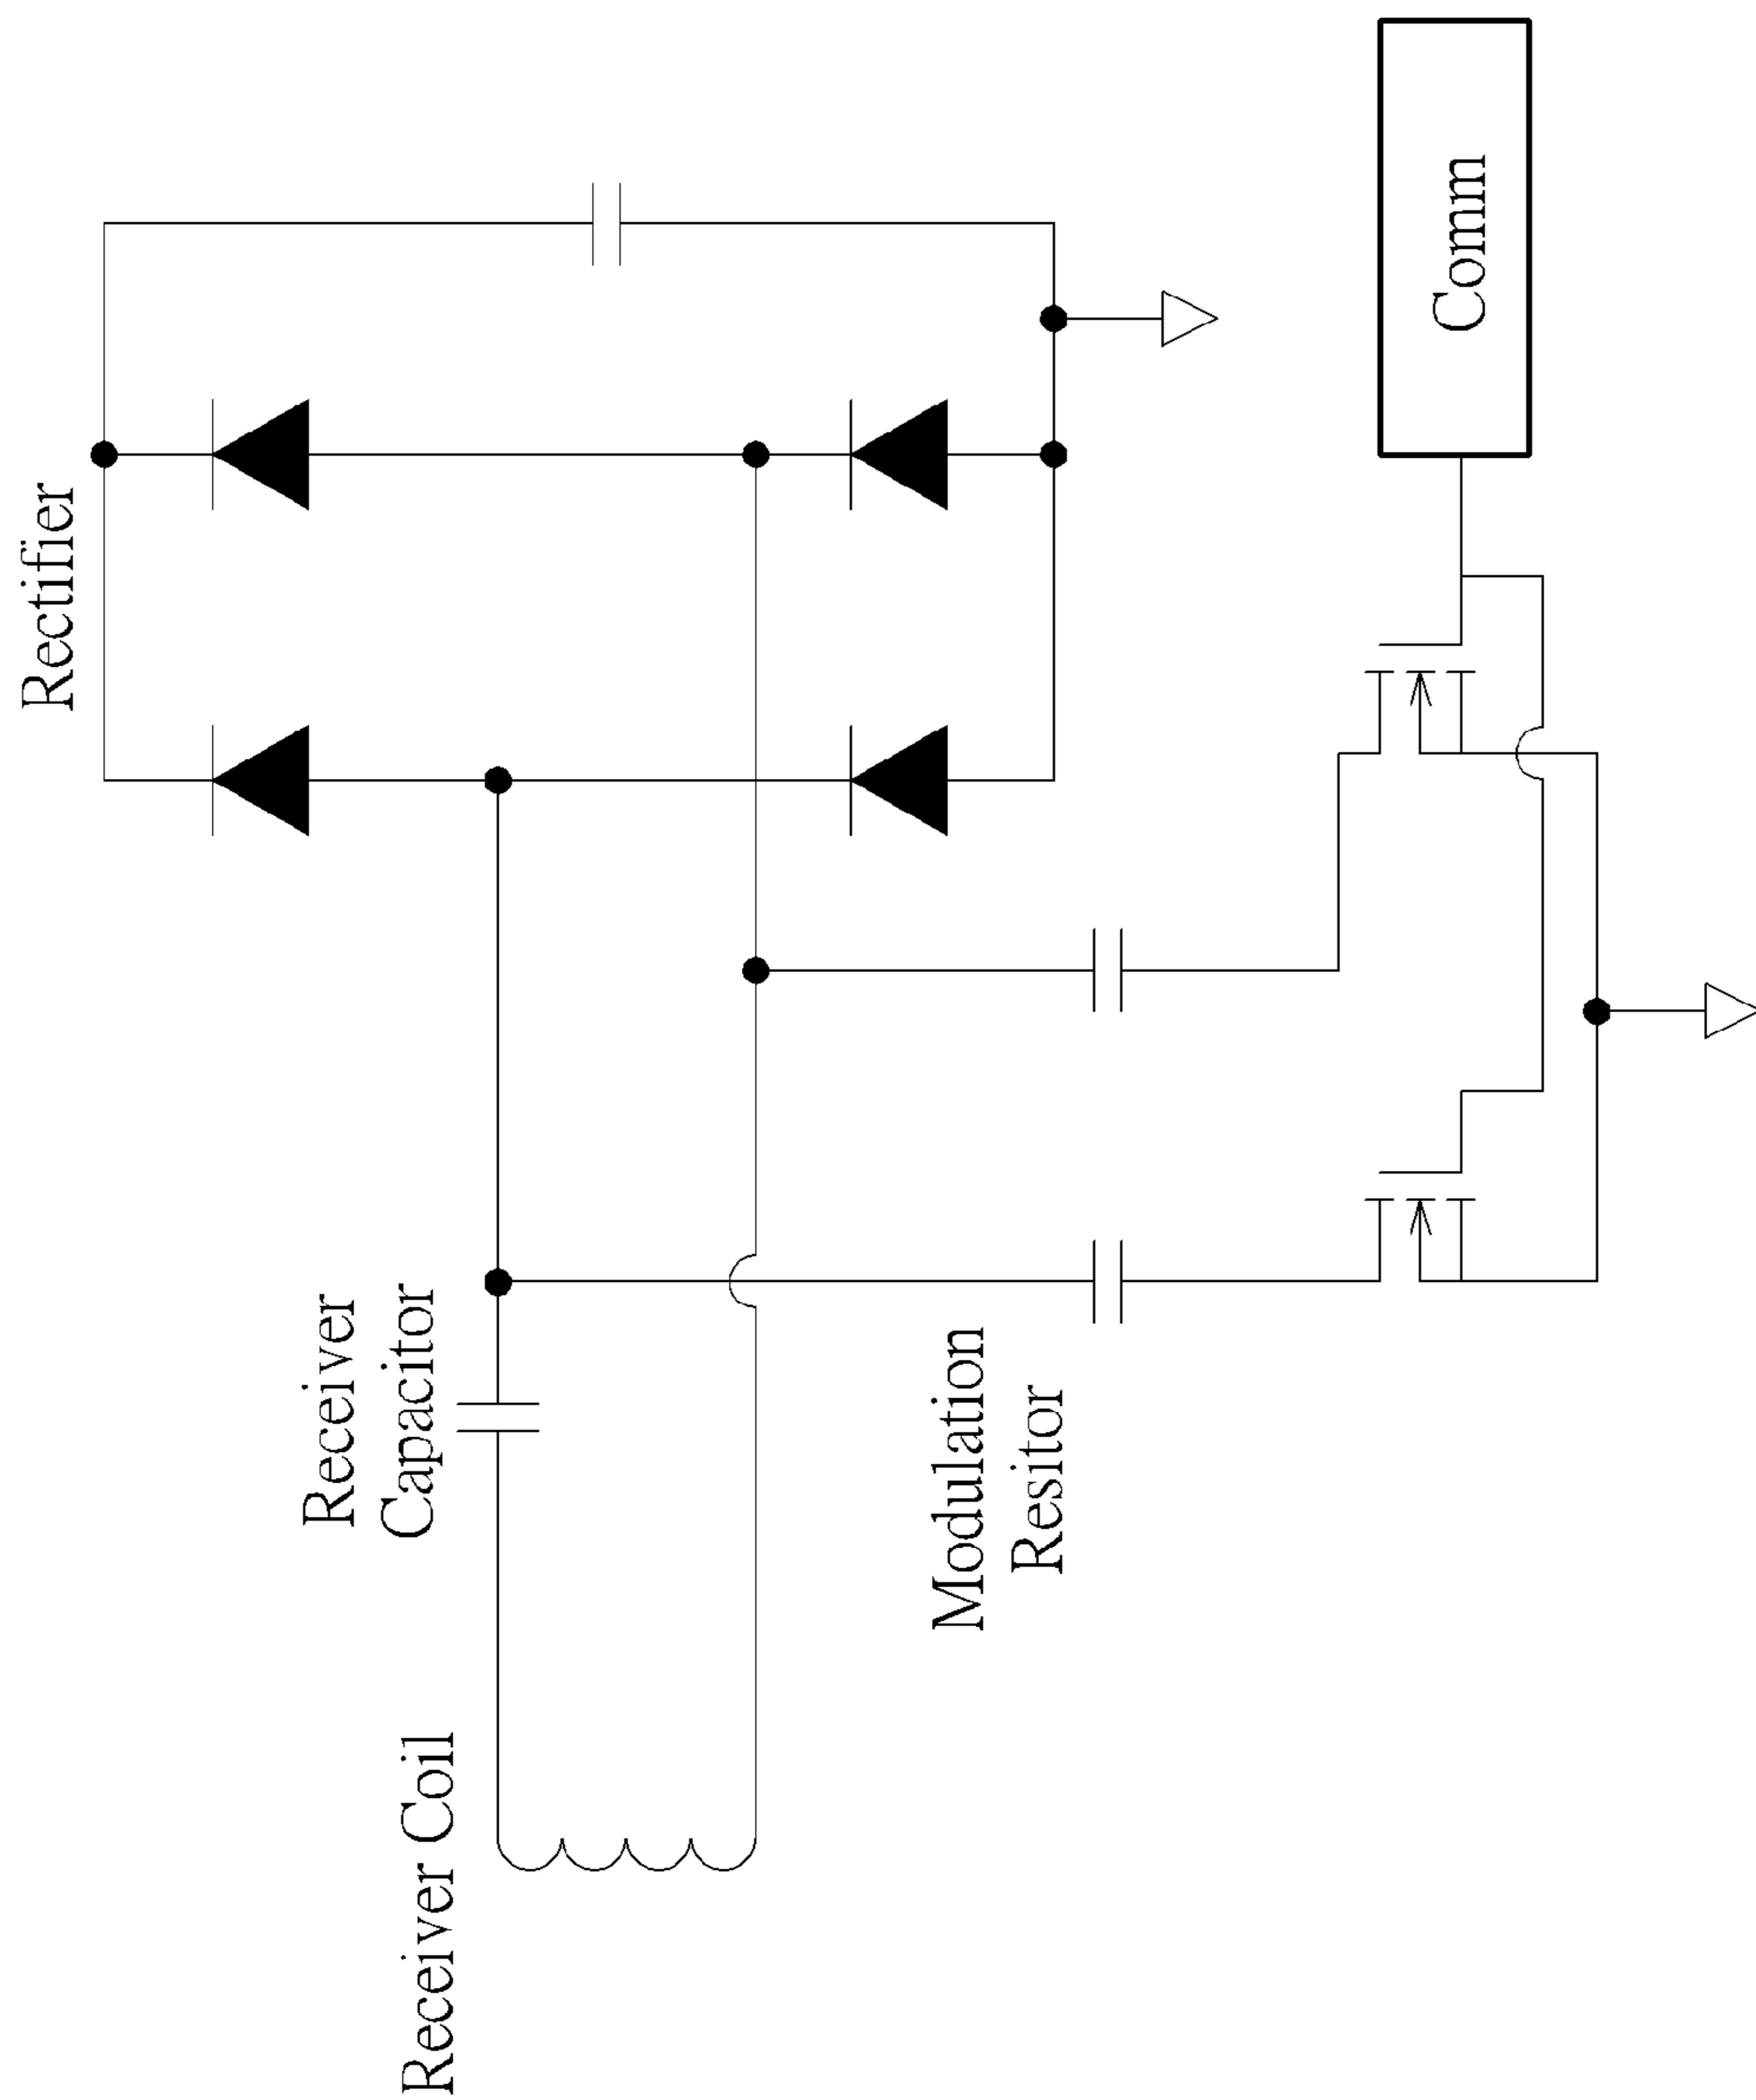 Receiver Coil
Receiver
Capacitor
Rectifier
Modulation
Resitor
Comm